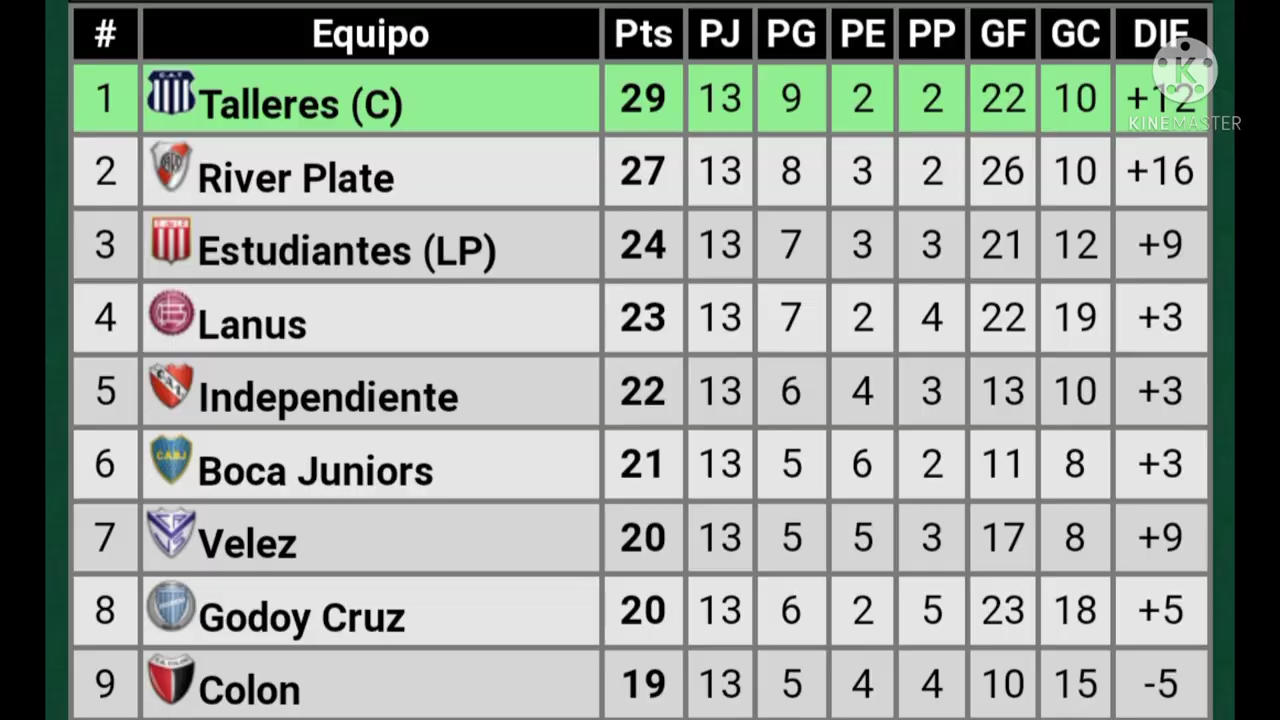 # Equipo Pts PJ PG PE PP GF GC DIF
1 Talleres (C) 29 13 9 2 2 22 10 +12
2 River Plate 27 13 8 3 2 26 10 +16
3 Estudiantes (LP) 24 13 7 3 3 21 12 +9
4 Lanus 23 13 7 2 4 22 19 +3
5 Independiente 22 13 6 4 3 13 10 +3
6 Boca Juniors 21 13 5 6 2 11 8 +3
7 Velez 20 13 5 5 3 17 8 +9
8 Godoy Cruz 20 13 6 2 5 23 18 +5
9 Colon 19 13 5 4 4 10 15 -5
K
KINEMASTER
C.A.T.
CABJ